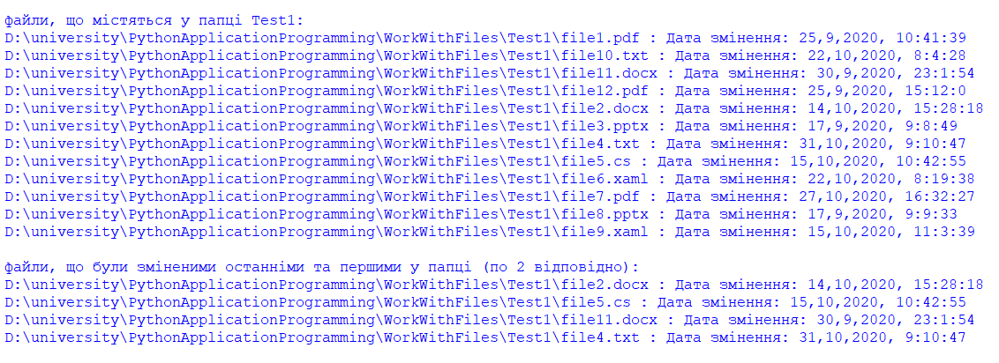 файли, що містяться у папці Test1:
D:\university\PythonApplicationProgramming\WorkWithFiles\Test1\file1.pdf : Дата змінення: 25,9,2020, 10:41:39
D:\university\PythonApplicationProgramming\WorkWithFiles\Test1\file10.txt : Дата змінення: 22,10,2020, 8:4:28
D:\university\PythonApplicationProgramming\WorkWithFiles\Test1\file11.docx : Дата змінення: 30,9,2020, 23:1:54
D:\university\PythonApplicationProgramming\WorkWithFiles\Test1\file12.pdf : Дата змінення: 25,9,2020, 15:12:0
D:\university\PythonApplicationProgramming\WorkWithFiles\Test1\file2.docx : Дата змінення: 14,10,2020, 15:28:18
D:\university\PythonApplicationProgramming\WorkWithFiles\Test1\file3.pptx : Дата змінення: 17,9,2020, 9:8:49
D:\university\PythonApplicationProgramming\WorkWithFiles\Test1\file4.txt : Дата змінення: 31,10,2020, 9:10:47
D:\university\PythonApplicationProgramming\WorkWithFiles\Test1\file5.cs : Дата змінення: 15,10,2020, 10:42:55
D:\university\PythonApplicationProgramming\WorkWithFiles\Test1\file6.xaml : Дата змінення: 22,10,2020, 8:19:38
D:\university\PythonApplicationProgramming\WorkWithFiles\Test1\file7.pdf : Дата змінення: 27,10,2020, 16:32:27
D:\university\PythonApplicationProgramming\WorkWithFiles\Test1\file8.pptx : Дата змінення: 17,9,2020, 9:9:33
D:\university\PythonApplicationProgramming\WorkWithFiles\Test1\file9.xaml : Дата змінення: 15,10,2020, 11:3:39
файли, що були зміненими останніми та першими у папці (по 2 відповідно):
D:\university\PythonApplicationProgramming\WorkWithFiles\Test1\file2.docx : Дата змінення: 14,10,2020, 15:28:18
D:\university\PythonApplicationProgramming\WorkWithFiles\Test1\file5.cs : Дата змінення: 15,10,2020, 10:42:55
D:\university\PythonApplicationProgramming\WorkWithFiles\Test1\file11.docx : Дата змінення: 30,9,2020, 23:1:54
D:\university\PythonApplicationProgramming\WorkWithFiles\Test1\file4.txt : Дата змінення: 31,10,2020, 9:10:47